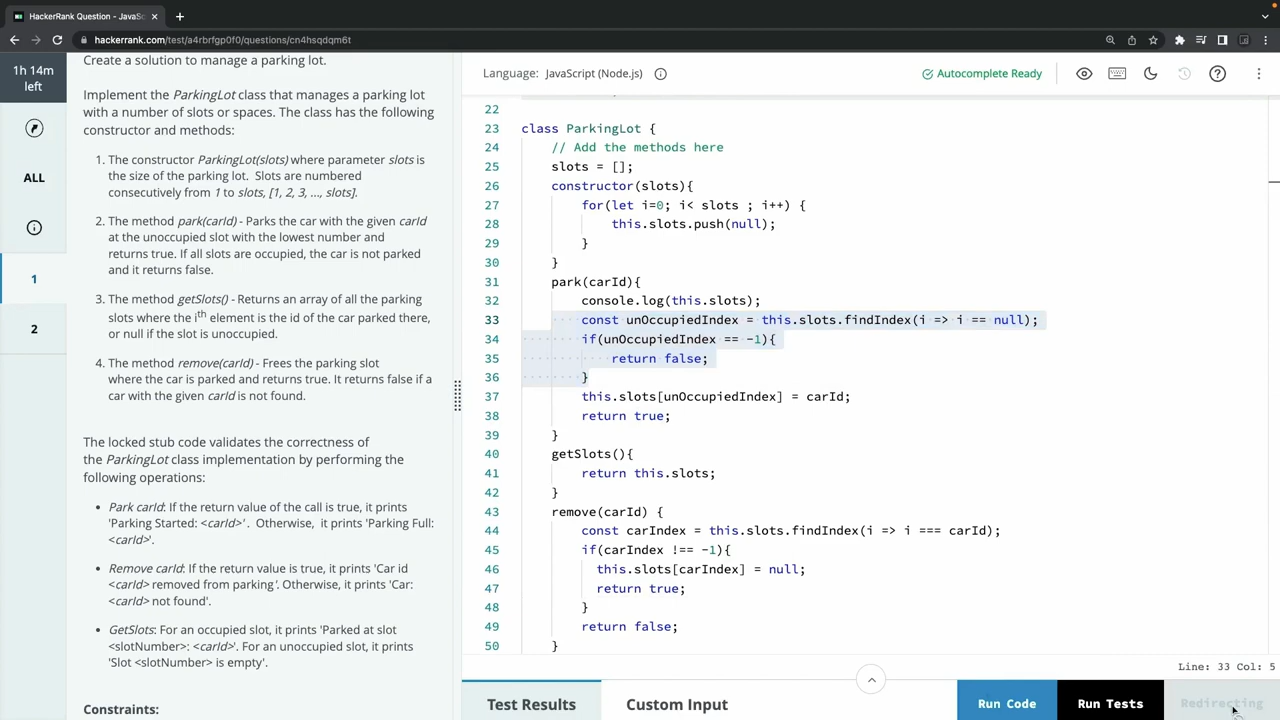 HackerRank Question - JavaSc
hackerrank.com/test/a4rbrfgp0f0/questions/cn4hsqdqm6t
1h 14m
left
ALL
1
2
Create a solution to manage a parking lot.
Implement the ParkingLot class that manages a parking lot
with a number of slots or spaces. The class has the following
constructor and methods:
1. The constructor ParkingLot(slots) where parameter slots is
the size of the parking lot.  Slots are numbered
consecutively from 1 to slots, [1, 2, 3, ..., slots].
2. The method park(carId) - Parks the car with the given carId
at the unoccupied slot with the lowest number and
returns true. If all slots are occupied, the car is not parked
and it returns false.
3. The method getSlots() - Returns an array of all the parking
slots where the ith element is the id of the car parked there,
or null if the slot is unoccupied.
4. The method remove(carId) - Frees the parking slot
where the car is parked and returns true. It returns false if a
car with the given carId is not found.
The locked stub code validates the correctness of
the ParkingLot class implementation by performing the
following operations:
• Park carId: If the return value of the call is true, it prints
'Parking Started: <carId>' .  Otherwise,  it prints 'Parking Full:
<carId>'.
• Remove carId: If the return value is true, it prints 'Car id
<carId> removed from parking'. Otherwise, it prints 'Car:
<carId> not found'.
• GetSlots: For an occupied slot, it prints 'Parked at slot
<slotNumber>: <carId>'. For an unoccupied slot, it prints
'Slot <slotNumber> is empty'.
Constraints:
Language: JavaScript (Node.js)
Autocomplete Ready
22
23 class ParkingLot {
24     // Add the methods here
25     slots = [];
26     constructor(slots){
27         for(let i=0; i< slots ; i++) {
28             this.slots.push(null);
29         }
30     }
31     park(carId){
32         console.log(this.slots);
33         const unOccupiedIndex = this.slots.findIndex(i => i == null);
34         if(unOccupiedIndex == -1){
35             return false;
36         }
37         this.slots[unOccupiedIndex] = carId;
38         return true;
39     }
40     getSlots(){
41         return this.slots;
42     }
43     remove(carId) {
44         const carIndex = this.slots.findIndex(i => i === carId);
45         if(carIndex !== -1){
46           this.slots[carIndex] = null;
47           return true;
48         }
49         return false;
50     }
Line: 33 Col: 5
Test Results
Custom Input
Run Code
Run Tests
Redirecting